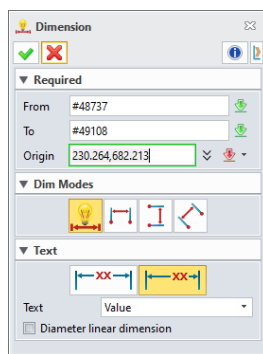 Dimension
Required
From #48737
To #49108
Origin 230.264,682.213
Dim Modes
Text
XX XX
Text Value
Diameter linear dimension